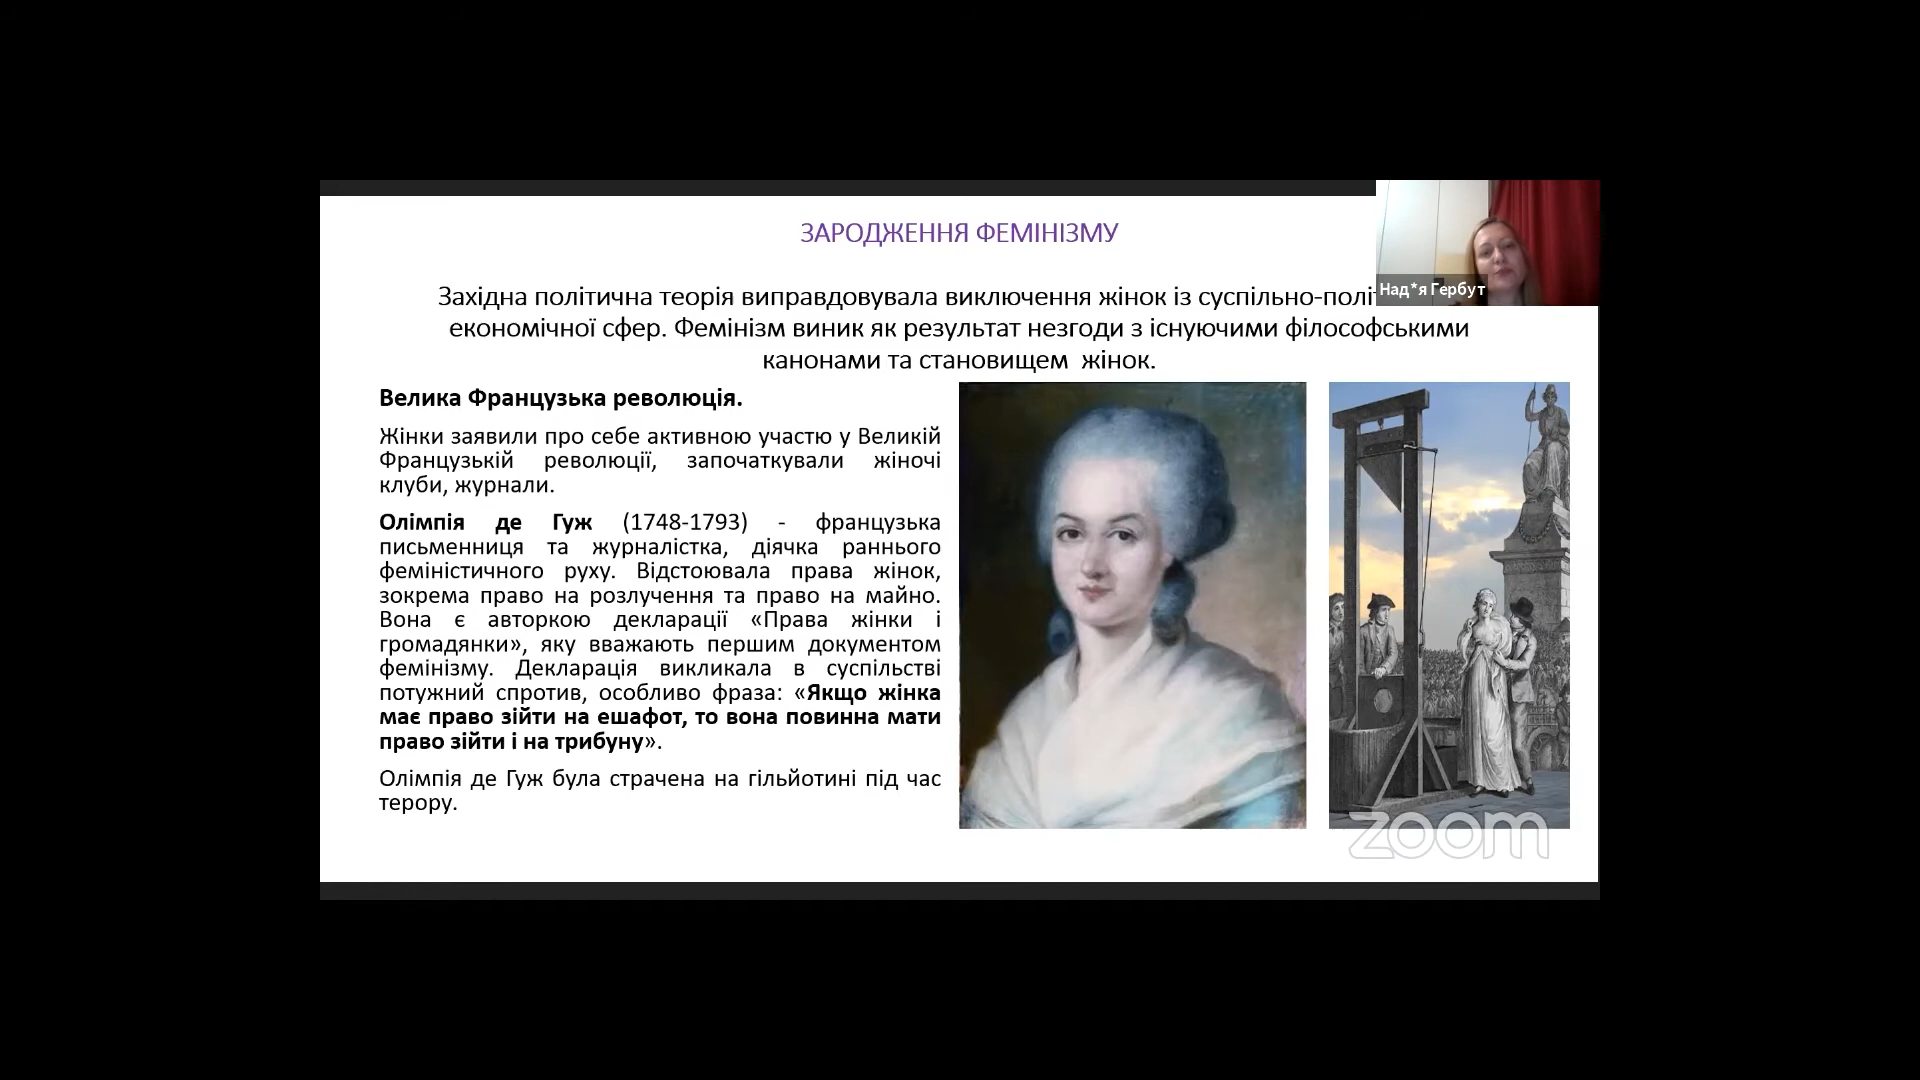 ЗАРОДЖЕННЯ ФЕМІНІЗМУ
Західна політична теорія виправдовувала виключення жінок із суспільно-полі
Над*я Гербут
економічної сфер. Фемінізм виник як результат незгоди з існуючими філософськими
канонами та становищем жінок.
Велика Французька революція.
Жінки заявили про себе активною участю у Великій
Французькій революції, започаткували жіночі
клуби, журнали.
Олімпія де Гуж (1748-1793) - французька
письменниця та журналістка, діячка раннього
феміністичного руху. Відстоювала права жінок,
зокрема право на розлучення та право на майно.
Вона є авторкою декларації «Права жінки і
громадянки», яку вважають першим документом
фемінізму. Декларація викликала в суспільстві
потужний спротив, особливо фраза: «Якщо жінка
має право зійти на ешафот, то вона повинна мати
право зійти і на трибуну».
Олімпія де Гуж була страчена на гільйотині під час
терору.
zoom